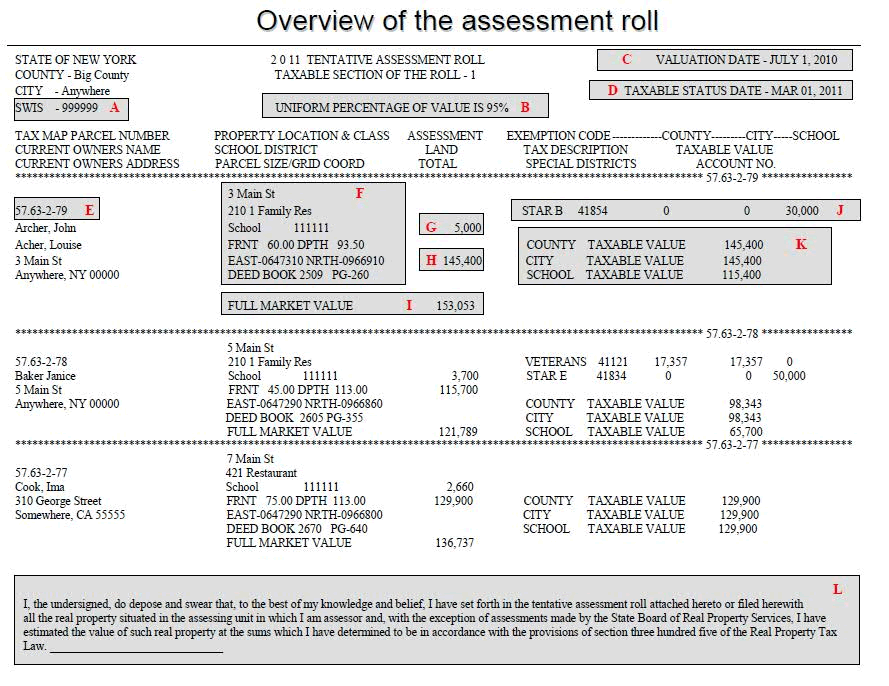 Overview of the assessment roll
STATE OF NEW YORK 2 0 11 TENTATIVE ASSESSMENT ROLL C VALUATION DATE - JULY 1, 2010
COUNTY - Big County TAXABLE SECTION OF THE ROLL - 1
CITY - Anywhere D TAXABLE STATUS DATE - MAR 01, 2011
SWIS - 999999 A UNIFORM PERCENTAGE OF VALUE IS 95% B
TAX MAP PARCEL NUMBER PROPERTY LOCATION & CLASS ASSESSMENT EXEMPTION CODE-------------COUNTY---------CITY-----SCHOOL
CURRENT OWNERS NAME SCHOOL DISTRICT LAND TAX DESCRIPTION TAXABLE VALUE
CURRENT OWNERS ADDRESS PARCEL SIZE/GRID COORD TOTAL SPECIAL DISTRICTS ACCOUNT NO.
****************************************************************************************************** 57.63-2-79 *****************
3 Main St F
57.63-2-79 E 210 1 Family Res STAR B 41854 0 0 30,000 J
Archer, John School 111111 G 5,000
Acher, Louise FRNT 60.00 DPTH 93.50 COUNTY TAXABLE VALUE 145,400 K
3 Main St EAST-0647310 NRTH-0966910 H 145,400 CITY TAXABLE VALUE 145,400
Anywhere, NY 00000 DEED BOOK 2509 PG-260 SCHOOL TAXABLE VALUE 115,400
FULL MARKET VALUE I 153,053
****************************************************************************************************** 57.63-2-78 *****************
5 Main St
57.63-2-78 210 1 Family Res VETERANS 41121 17,357 17,357 0
Baker Janice School 111111 3,700 STAR E 41834 0 0 50,000
5 Main St FRNT 45.00 DPTH 113.00 115,700
Anywhere, NY 00000 EAST-0647290 NRTH-0966860 COUNTY TAXABLE VALUE 98,343
DEED BOOK 2605 PG-355 CITY TAXABLE VALUE 98,343
FULL MARKET VALUE 121,789 SCHOOL TAXABLE VALUE 65,700
****************************************************************************************************** 57.63-2-77 *****************
7 Main St
57.63-2-77 421 Restaurant
Cook, Ima School 111111 2,660
310 George Street FRNT 75.00 DPTH 113.00 129,900 COUNTY TAXABLE VALUE 129,900
Somewhere, CA 55555 EAST-0647290 NRTH-0966800 CITY TAXABLE VALUE 129,900
DEED BOOK 2670 PG-640 SCHOOL TAXABLE VALUE 129,900
FULL MARKET VALUE 136,737
L
I, the undersigned, do depose and swear that, to the best of my knowledge and belief, I have set forth in the tentative assessment roll attached hereto or filed herewith
all the real property situated in the assessing unit in which I am assessor and, with the exception of assessments made by the State Board of Real Property Services, I have
estimated the value of such real property at the sums which I have determined to be in accordance with the provisions of section three hundred five of the Real Property Tax
Law. ______________________________